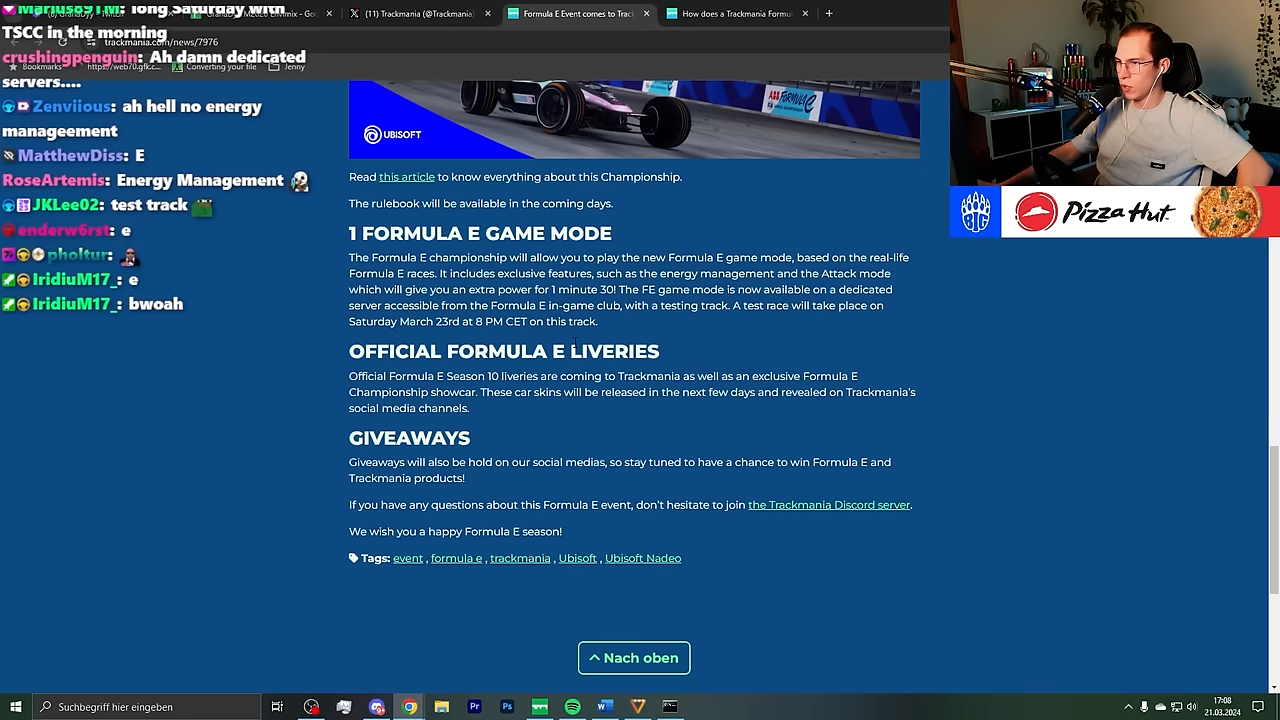 Marius89TM: long Saturday with
TSCC in the morning
crushingpenguin: Ah damn dedicated
servers....
Zenviious: ah hell no energy
manageement
MatthewDiss: E
RoseArtemis: Energy Management
JKLee02: test track
enderw6rst: e
pholtur:
IridiuM17_: e
IridiuM17_: bwoah
(11) Trackmania (@Trackmania)
Formula E Event comes to Track
How does a Trackmania Formul
trackmania.com/news/7976
Bookmarks
https://web70.gfk.c...
Converting your file
Jenny
UBISOFT
ABB FORMULA E
Read this article to know everything about this Championship.
The rulebook will be available in the coming days.
1 FORMULA E GAME MODE
The Formula E championship will allow you to play the new Formula E game mode, based on the real-life
Formula E races. It includes exclusive features, such as the energy management and the Attack mode
which will give you an extra power for 1 minute 30! The FE game mode is now available on a dedicated
server accessible from the Formula E in-game club, with a testing track. A test race will take place on
Saturday March 23rd at 8 PM CET on this track.
OFFICIAL FORMULA E LIVERIES
Official Formula E Season 10 liveries are coming to Trackmania as well as an exclusive Formula E
Championship showcar. These car skins will be released in the next few days and revealed on Trackmania's
social media channels.
GIVEAWAYS
Giveaways will also be hold on our social medias, so stay tuned to have a chance to win Formula E and
Trackmania products!
If you have any questions about this Formula E event, don't hesitate to join the Trackmania Discord server.
We wish you a happy Formula E season!
Tags: event , formula e , trackmania , Ubisoft , Ubisoft Nadeo
Nach oben
BIG
Pizza Hut
Suchbegriff hier eingeben
17:08
21.03.2024